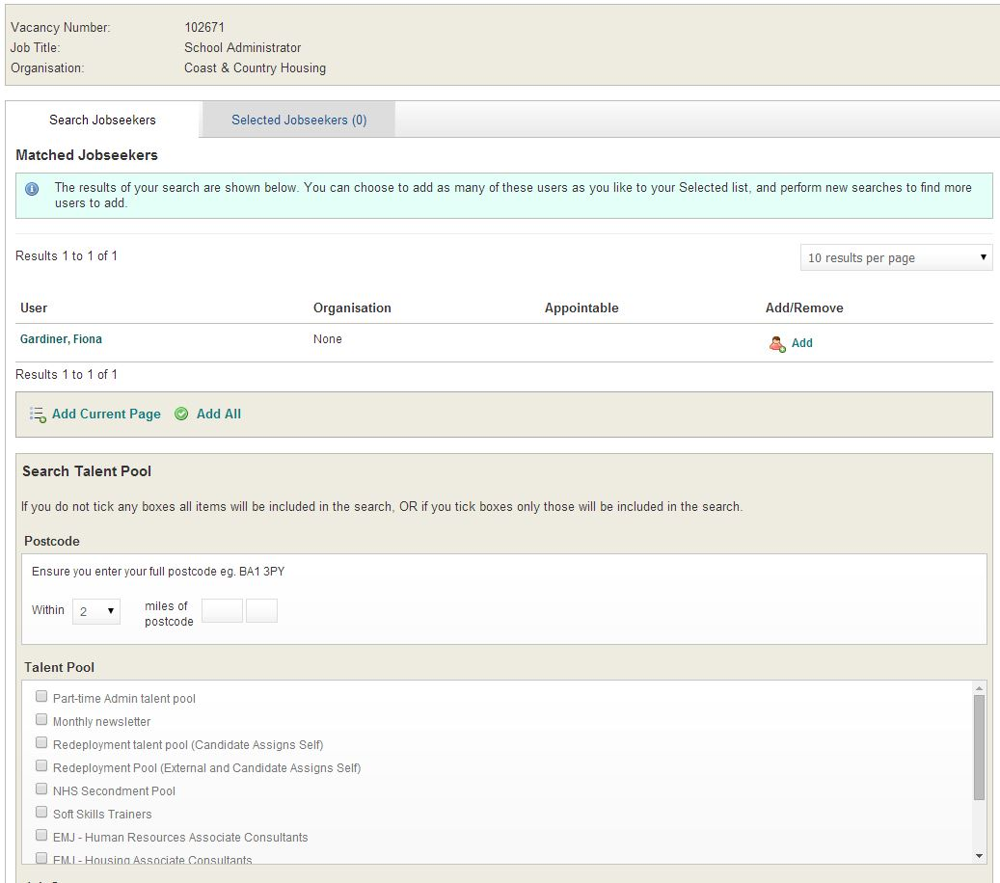 Vacancy Number: 102671
Job Title: School Administrator
Organisation: Coast & Country Housing
Search Jobseekers Selected Jobseekers (0)
Matched Jobseekers
The results of your search are shown below. You can choose to add as many of these users as you like to your Selected list, and perform new searches to find more
users to add.
Results 1 to 1 of 1
10 results per page
User Organisation Appointable Add/Remove
Gardiner, Fiona None Add
Results 1 to 1 of 1
Add Current Page Add All
Search Talent Pool
If you do not tick any boxes all items will be included in the search, OR if you tick boxes only those will be included in the search.
Postcode
Ensure you enter your full postcode eg. BA1 3PY
Within 2 miles of
postcode
Talent Pool
Part-time Admin talent pool
Monthly newsletter
Redeployment talent pool (Candidate Assigns Self)
Redeployment Pool (External and Candidate Assigns Self)
NHS Secondment Pool
Soft Skills Trainers
EMJ - Human Resources Associate Consultants
EMJ - Housing Associate Consultants